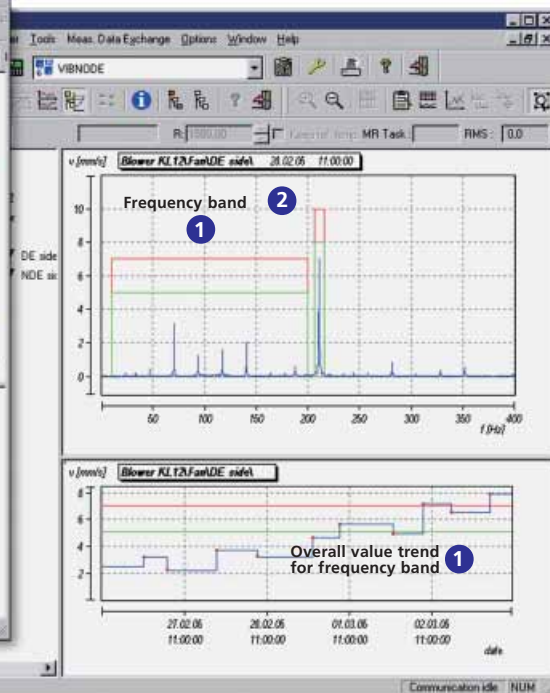 Tools Meas. Data Exchange Options Window Help
VIBNODE
R: MR Task: RMS: 0.0
v [mm/s] Blower KL12\Fan\DE side\ 28.02.05 11:00:00
Frequency band 2
1
DE side
NDE sic
10
8
6
4
2
0
50 100 150 200 250 300 350 400
f [Hz]
v [mm/s] Blower KL12\Fan\DE side\
8
6
4
2
Overall value trend
for frequency band 1
27.02.05 28.02.05 01.03.05 02.03.05
11:00:00 11:00:00 11:00:00 11:00:00
date
Communication idle NUM